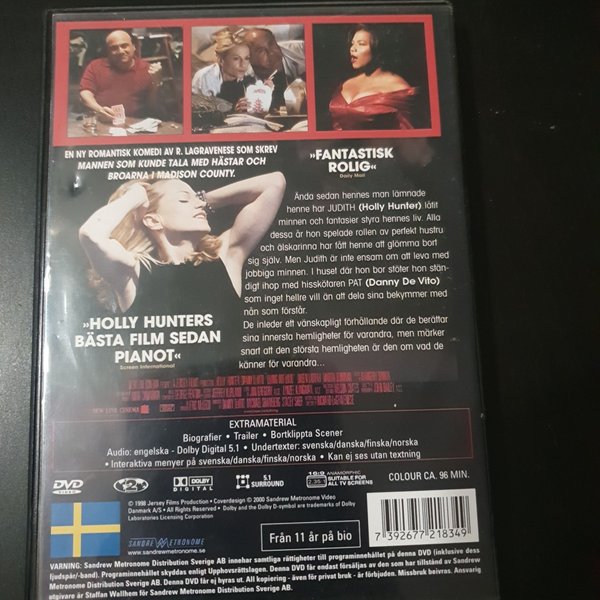 EN NY ROMANTISK KOMEDI AV R. LAGRAVENESE SOM SKREV
MANNEN SOM KUNDE TALA MED HÄSTAR OCH
BROARNA I MADISON COUNTY.
»FANTASTISK
ROLIG«
Daily Mail
Ända sedan hennes man lämnade
henne har JUDITH (Holly Hunter) låtit
minnen och fantasier styra hennes liv. Alla
dessa år hon spelade rollen av perfekt hustru
och älskarinna har fått henne att glömma bort
sig själv. Men Judith är inte ensam om att leva med
jobbiga minnen. I huset där hon bor stöter hon stän-
digt ihop med hisskötaren PAT (Danny De Vito)
som inget hellre vill än att dela sina bekymmer med
nån som förstår.
De inleder ett vänskapligt förhållande där de berättar
sina innersta hemligheter för varandra, men märker
snart att den största hemligheten är den om vad de
känner för varandra...
»HOLLY HUNTERS
BÄSTA FILM SEDAN
PIANOT«
Screen International
NEW LINE CINEMA
EXTRAMATERIAL
Biografier • Trailer • Bortklippta Scener
Audio: engelska - Dolby Digital 5.1 • Undertexter: svenska/danska/finska/norska
• Interaktiva menyer på svenska/danska/finska/norska • Kan ej ses utan textning
DVD
VIDEO
2
DOLBY
DIGITAL
5.1
SURROUND
16:9
2.35:1
ANAMORPHIC
SUITABLE FOR
ALL TV SCREENS
COLOUR CA. 96 MIN.
© 1998 Jersey Films Production • Coverdesign © 2000 Sandrew Metronome Video
Danmark A/S • All Rights Reserved • Dolby and the Dolby D-symbol are trademarks of Dolby
Laboratories Licensing Corporation
SANDREW METRONOME
www.sandrewmetronome.se
Från 11 år på bio
7 392677 218349
VARNING: Sandrew Metronome Distribution Sverige AB innehar samtliga rättigheter till programinnehållet på denna DVD (inklusive dess
ljudspår/-band). Programinnehållet skyddas enligt Upphovsrättslagen. Denna DVD får endast försäljas av den som har tillstånd av Sandrew
Metronome Distribution Sverige AB. Denna DVD får ej hyras ut. All kopiering - även för privat bruk - är förbjuden. Missbruk beivras. Ansvarig
utgivare är Staffan Wallhem för Sandrew Metronome Distribution Sverige AB.